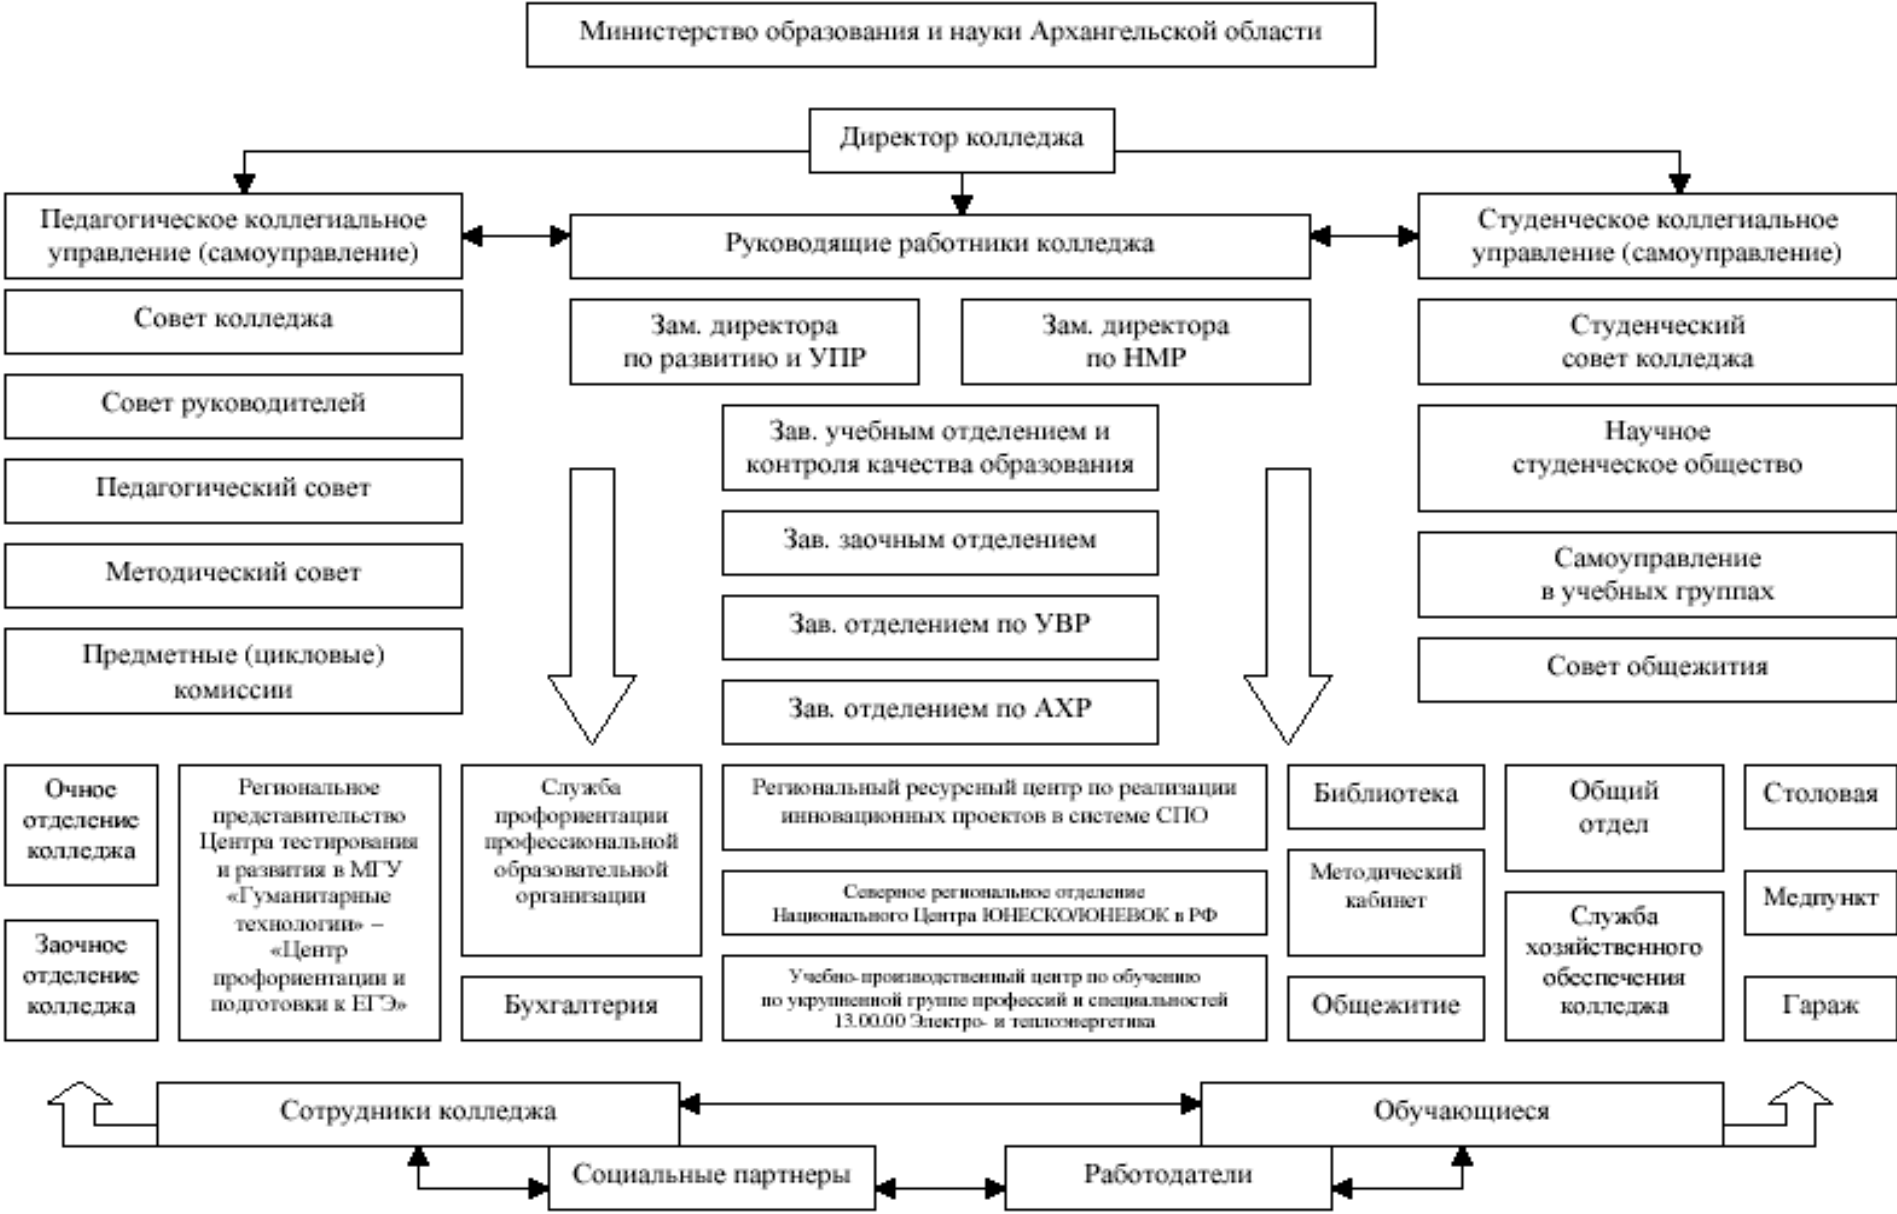 Министерство образования и науки Архангельской области
Директор колледжа
Педагогическое коллегиальное
управление (самоуправление)
Руководящие работники колледжа
Студенческое коллегиальное
управление (самоуправление)
Совет колледжа
Совет руководителей
Педагогический совет
Методический совет
Предметные (цикловые)
комиссии
Зам. директора
по развитию и УПР
Зам. директора
по НМР
Зав. учебным отделением и
контроля качества образования
Зав. заочным отделением
Зав. отделением по УВР
Зав. отделением по АХР
Студенческий
совет колледжа
Научное
студенческое общество
Самоуправление
в учебных группах
Совет общежития
Очное
отделение
колледжа
Заочное
отделение
колледжа
Региональное
представительство
Центра тестирования
и развития в МГУ
«Гуманитарные
технологии» –
«Центр
профориентации и
подготовки к ЕГЭ»
Служба
профориентации
профессиональной
образовательной
организации
Бухгалтерия
Региональный ресурсный центр по реализации
инновационных проектов в системе СПО
Северное региональное отделение
Национального Центра ЮНЕСКО/ЮНЕВОК в РФ
Учебно-производственный центр по обучению
по укрупненной группе профессий и специальностей
13.00.00 Электро- и теплоэнергетика
Библиотека
Методический
кабинет
Общежитие
Общий
отдел
Служба
хозяйственного
обеспечения
колледжа
Столовая
Медпункт
Гараж
Сотрудники колледжа
Обучающиеся
Социальные партнеры
Работодатели